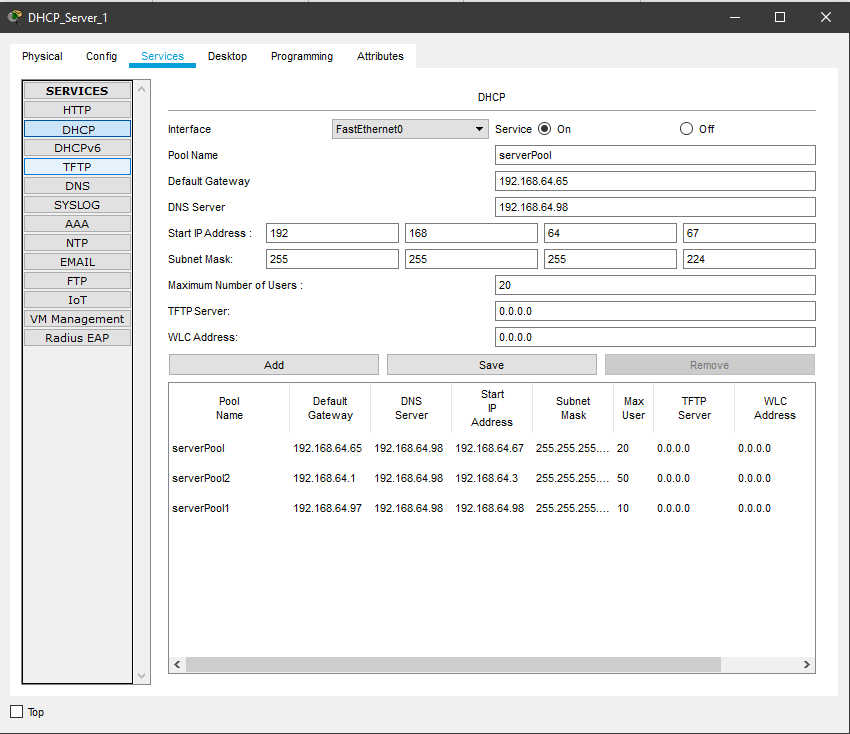 DHCP_Server_1
Physical Config Services Desktop Programming Attributes
SERVICES
HTTP
DHCP
DHCPv6
TFTP
DNS
SYSLOG
AAA
NTP
EMAIL
FTP
IoT
VM Management
Radius EAP
DHCP
Interface FastEthernet0 Service On Off
Pool Name serverPool
Default Gateway 192.168.64.65
DNS Server 192.168.64.98
Start IP Address : 192 168 64 67
Subnet Mask: 255 255 255 224
Maximum Number of Users : 20
TFTP Server: 0.0.0.0
WLC Address: 0.0.0.0
Add Save Remove
Pool Name Default Gateway DNS Server Start IP Address Subnet Mask Max User TFTP Server WLC Address
serverPool 192.168.64.65 192.168.64.98 192.168.64.67 255.255.255.... 20 0.0.0.0 0.0.0.0
serverPool2 192.168.64.1 192.168.64.98 192.168.64.3 255.255.255.... 50 0.0.0.0 0.0.0.0
serverPool1 192.168.64.97 192.168.64.98 192.168.64.98 255.255.255.... 10 0.0.0.0 0.0.0.0
Top